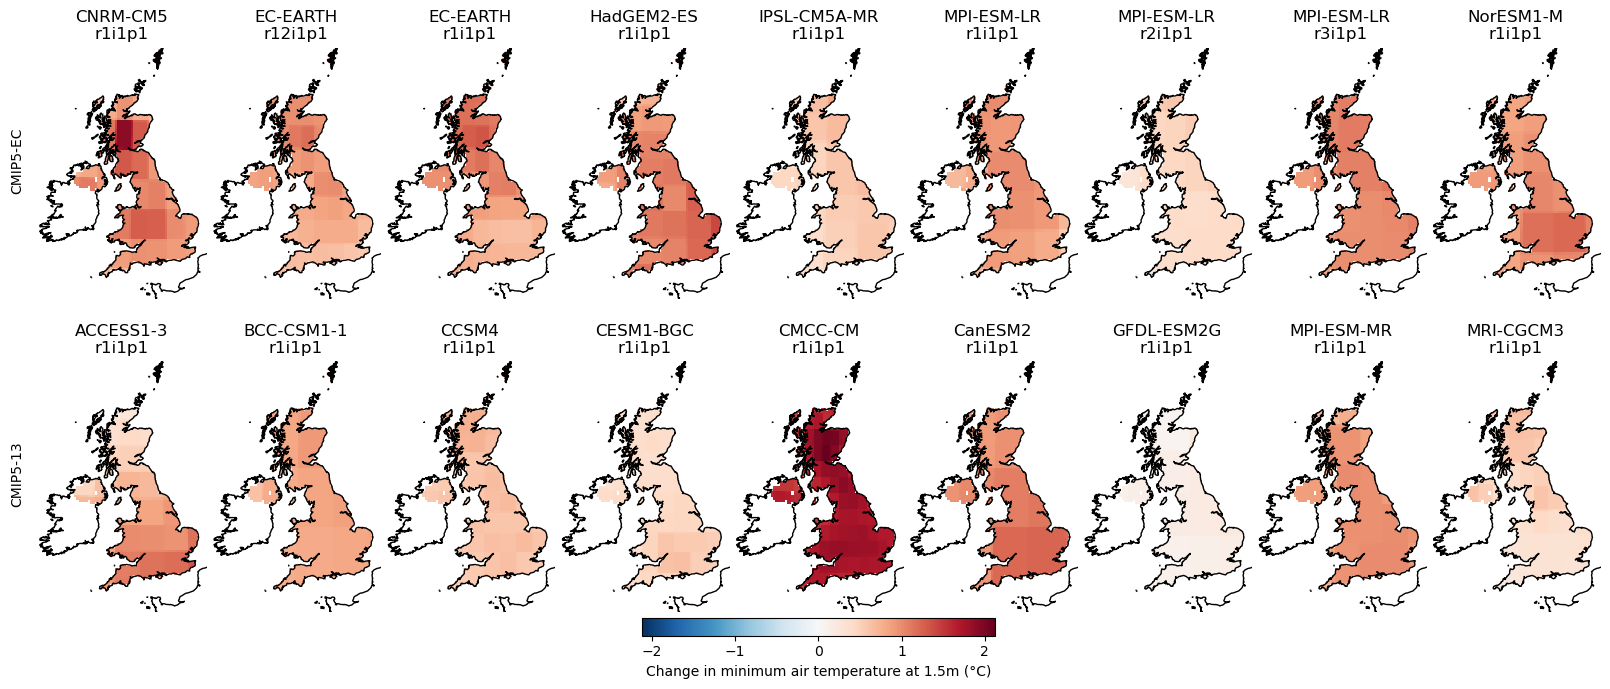 CNRM-CM5
r1i1p1
EC-EARTH
r12i1p1
EC-EARTH
r1i1p1
HadGEM2-ES
r1i1p1
IPSL-CM5A-MR
r1i1p1
MPI-ESM-LR
r1i1p1
MPI-ESM-LR
r2i1p1
MPI-ESM-LR
r3i1p1
NorESM1-M
r1i1p1
CMIP5-EC
ACCESS1-3
r1i1p1
BCC-CSM1-1
r1i1p1
CCSM4
r1i1p1
CESM1-BGC
r1i1p1
CMCC-CM
r1i1p1
CanESM2
r1i1p1
GFDL-ESM2G
r1i1p1
MPI-ESM-MR
r1i1p1
MRI-CGCM3
r1i1p1
CMIP5-13
−2 −1 0 1 2
Change in minimum air temperature at 1.5m (°C)